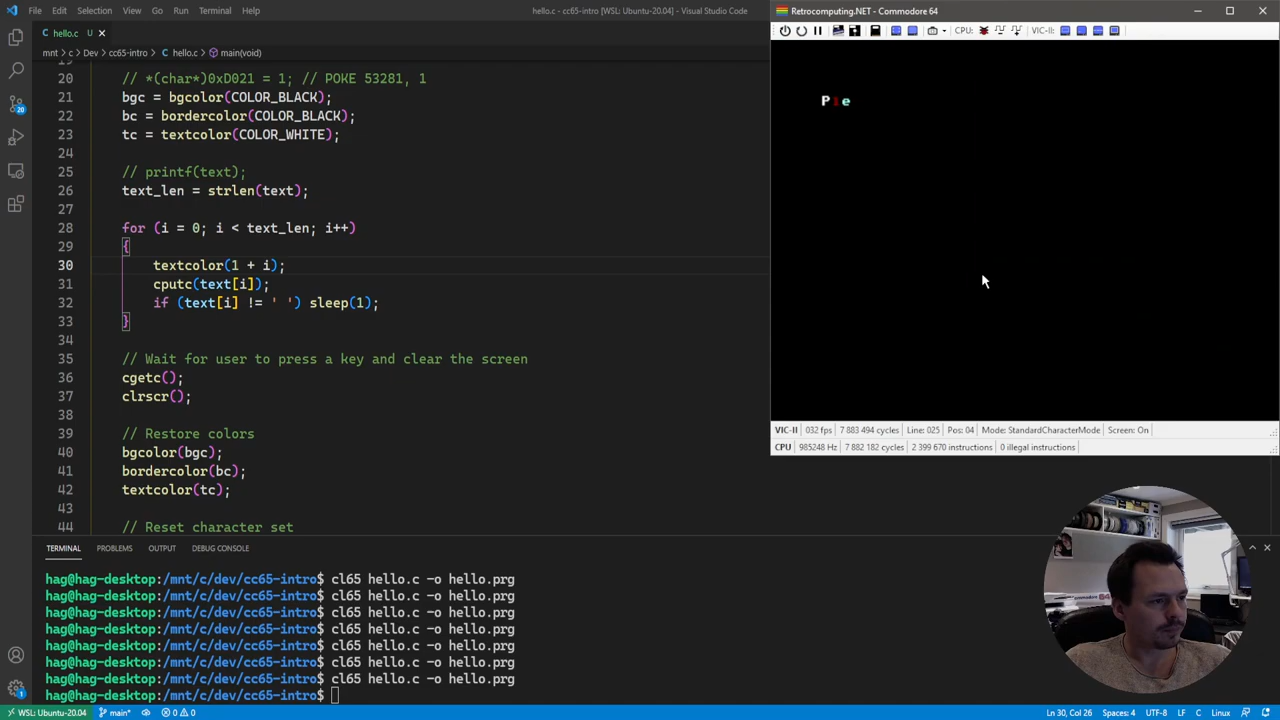 File Edit Selection View Go Run Terminal Help
hello.c - cc65-intro [WSL: Ubuntu-20.04] - Visual Studio Code
Retrocomputing.NET - Commodore 64
hello.c U
CPU: VIC-II:
mnt > c > Dev > cc65-intro > hello.c > main(void)
20 // *(char*)0xD021 = 1; // POKE 53281, 1
21 bgc = bgcolor(COLOR_BLACK);
22 bc = bordercolor(COLOR_BLACK);
23 tc = textcolor(COLOR_WHITE);
24
25 // printf(text);
26 text_len = strlen(text);
27
28 for (i = 0; i < text_len; i++)
29 {
30 textcolor(1 + i);
31 cputc(text[i]);
32 if (text[i] != ' ') sleep(1);
33 }
34
35 // Wait for user to press a key and clear the screen
36 cgetc();
37 clrscr();
38
39 // Restore colors
40 bgcolor(bgc);
41 bordercolor(bc);
42 textcolor(tc);
43
44 // Reset character set
Ple
VIC-II 032 fps 7 883 494 cycles Line: 025 Pos: 04 Mode: StandardCharacterMode Screen: On
CPU 985248 Hz 7 882 182 cycles 2 399 670 instructions 0 illegal instructions
TERMINAL PROBLEMS OUTPUT DEBUG CONSOLE
hag@hag-desktop:/mnt/c/dev/cc65-intro$ cl65 hello.c -o hello.prg
hag@hag-desktop:/mnt/c/dev/cc65-intro$ cl65 hello.c -o hello.prg
hag@hag-desktop:/mnt/c/dev/cc65-intro$ cl65 hello.c -o hello.prg
hag@hag-desktop:/mnt/c/dev/cc65-intro$ cl65 hello.c -o hello.prg
hag@hag-desktop:/mnt/c/dev/cc65-intro$ cl65 hello.c -o hello.prg
hag@hag-desktop:/mnt/c/dev/cc65-intro$ cl65 hello.c -o hello.prg
hag@hag-desktop:/mnt/c/dev/cc65-intro$ cl65 hello.c -o hello.prg
hag@hag-desktop:/mnt/c/dev/cc65-intro$
20
1
WSL: Ubuntu-20.04 main* 0 0 Ln 30, Col 26 Spaces: 4 UTF-8 LF C Linux